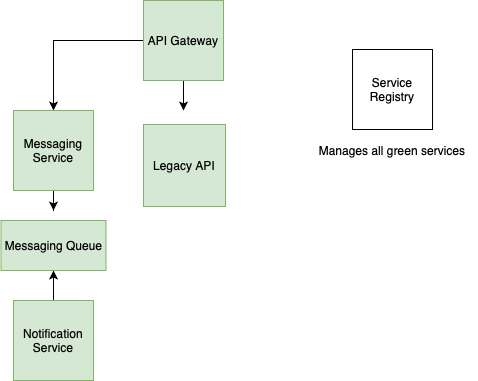 API Gateway
Service
Registry
Messaging
Service
Legacy API
Manages all green services
Messaging Queue
Notification
Service